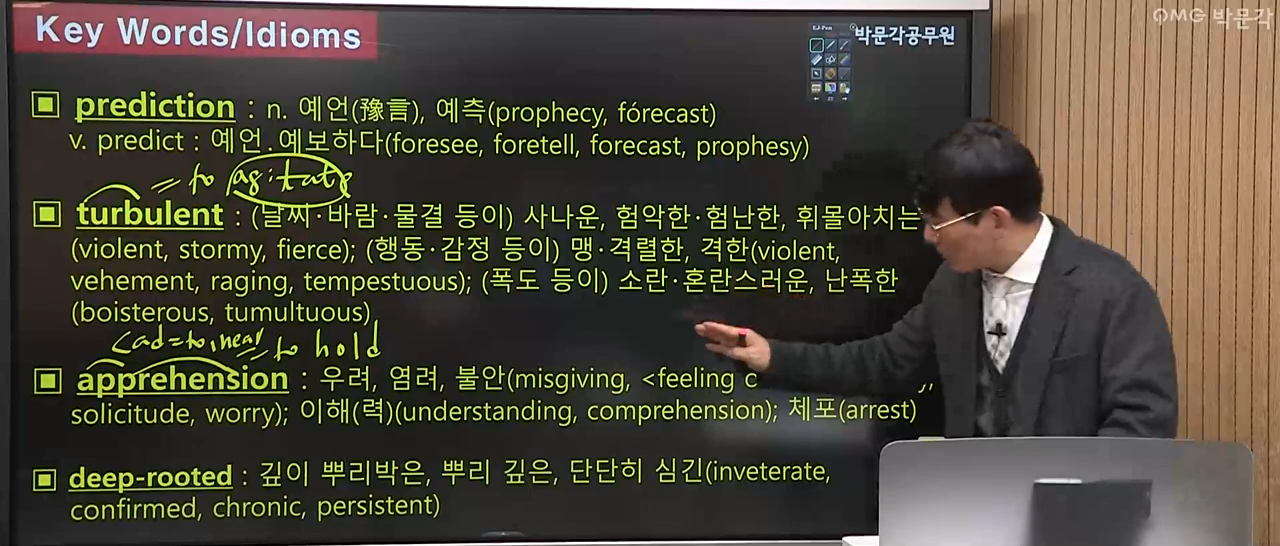 Key Words/Idioms
박문각공무원
OMG 박문각
▣ prediction : n. 예언(豫言), 예측(prophecy, fórecast)
v. predict : 예언·예보하다(foresee, foretell, forecast, prophesy)
= to agitate
▣ turbulent : (날씨·바람·물결 등이) 사나운, 험악한·험난한, 휘몰아치는
(violent, stormy, fierce); (행동·감정 등이) 맹·격렬한, 격한(violent,
vehement, raging, tempestuous); (폭도 등이) 소란·혼란스러운, 난폭한
(boisterous, tumultuous)
<ad=to, near = to hold
▣ apprehension : 우려, 염려, 불안(misgiving, <feeling
solicitude, worry); 이해(력)(understanding, comprehension); 체포(arrest)
▣ deep-rooted : 깊이 뿌리박은, 뿌리 깊은, 단단히 심긴(inveterate,
confirmed, chronic, persistent)